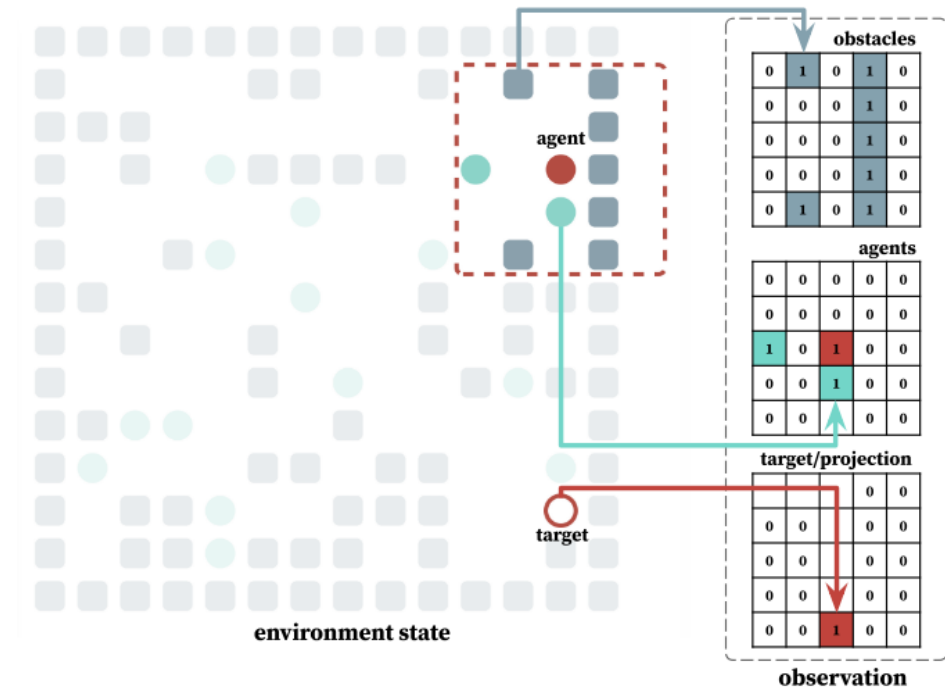 obstacles
0 1 0 1 0
0 0 0 1 0
0 0 0 1 0
0 0 0 1 0
0 1 0 1 0
agent
agents
0 0 0 0 0
0 0 0 0 0
1 0 1 0 0
0 0 1 0 0
0 0 0 0 0
target/projection
0 0
0 0 0 0
0 0 0 0
0 0 0 0
0 0 1 0 0
target
environment state
observation